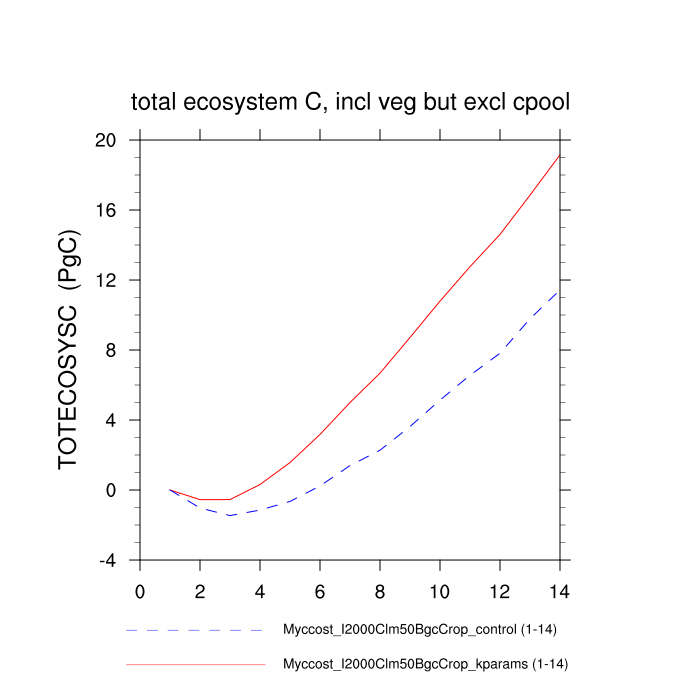 total ecosystem C, incl veg but excl cpool
TOTECOSYSC (PgC)
20
16
12
8
4
0
-4
0 2 4 6 8 10 12 14
Myccost_I2000Clm50BgcCrop_control (1-14)
Myccost_I2000Clm50BgcCrop_kparams (1-14)